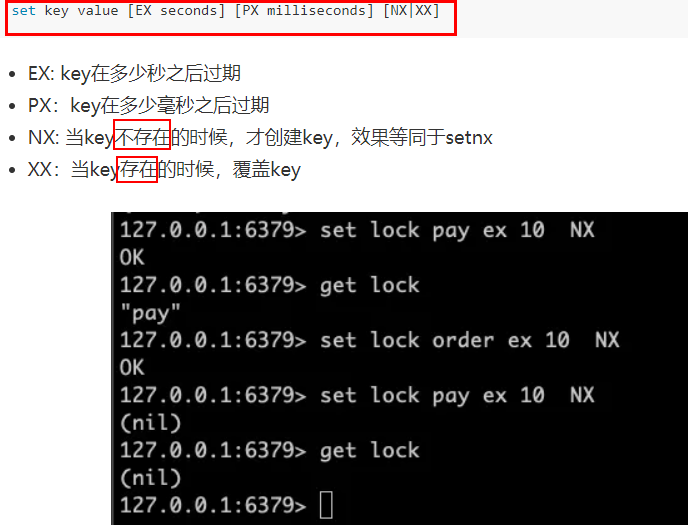 set key value [EX seconds] [PX milliseconds] [NX|XX]
• EX: key在多少秒之后过期
• PX：key在多少毫秒之后过期
• NX: 当key不存在的时候，才创建key，效果等同于setnx
• XX：当key存在的时候，覆盖key
127.0.0.1:6379> set lock pay ex 10  NX
OK
127.0.0.1:6379> get lock
"pay"
127.0.0.1:6379> set lock order ex 10  NX
OK
127.0.0.1:6379> set lock pay ex 10  NX
(nil)
127.0.0.1:6379> get lock
(nil)
127.0.0.1:6379>